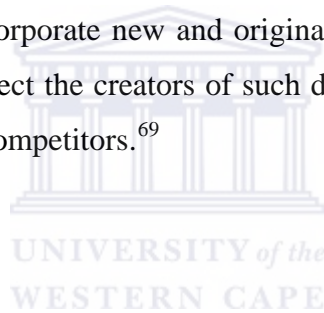 orporate new and origina
ect the creators of such d
ompetitors.69
UNIVERSITY of the
WESTERN CAPE